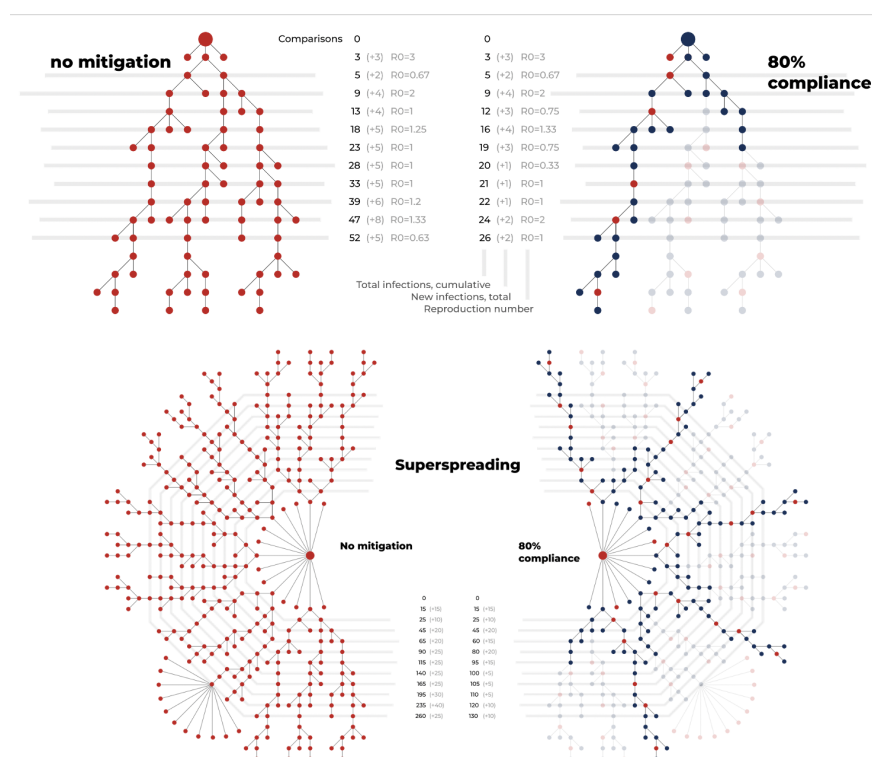 no mitigation
Comparisons 0
3 (+3) R0=3
5 (+2) R0=0.67
9 (+4) R0=2
13 (+4) R0=1
18 (+5) R0=1.25
23 (+5) R0=1
28 (+5) R0=1
33 (+5) R0=1
39 (+6) R0=1.2
47 (+8) R0=1.33
52 (+5) R0=0.63
0
3 (+3) R0=3
5 (+2) R0=0.67
9 (+4) R0=2
12 (+3) R0=0.75
16 (+4) R0=1.33
19 (+3) R0=0.75
20 (+1) R0=0.33
21 (+1) R0=1
22 (+1) R0=1
24 (+2) R0=2
26 (+2) R0=1
80%
compliance
Total infections, cumulative
New infections, total
Reproduction number
Superspreading
No mitigation
80%
compliance
0
15 (+15)
25 (+10)
45 (+20)
65 (+20)
90 (+25)
115 (+25)
140 (+25)
165 (+25)
195 (+30)
235 (+40)
260 (+25)
0
15 (+15)
25 (+10)
45 (+20)
60 (+15)
80 (+20)
95 (+15)
100 (+5)
105 (+5)
110 (+5)
120 (+10)
130 (+10)